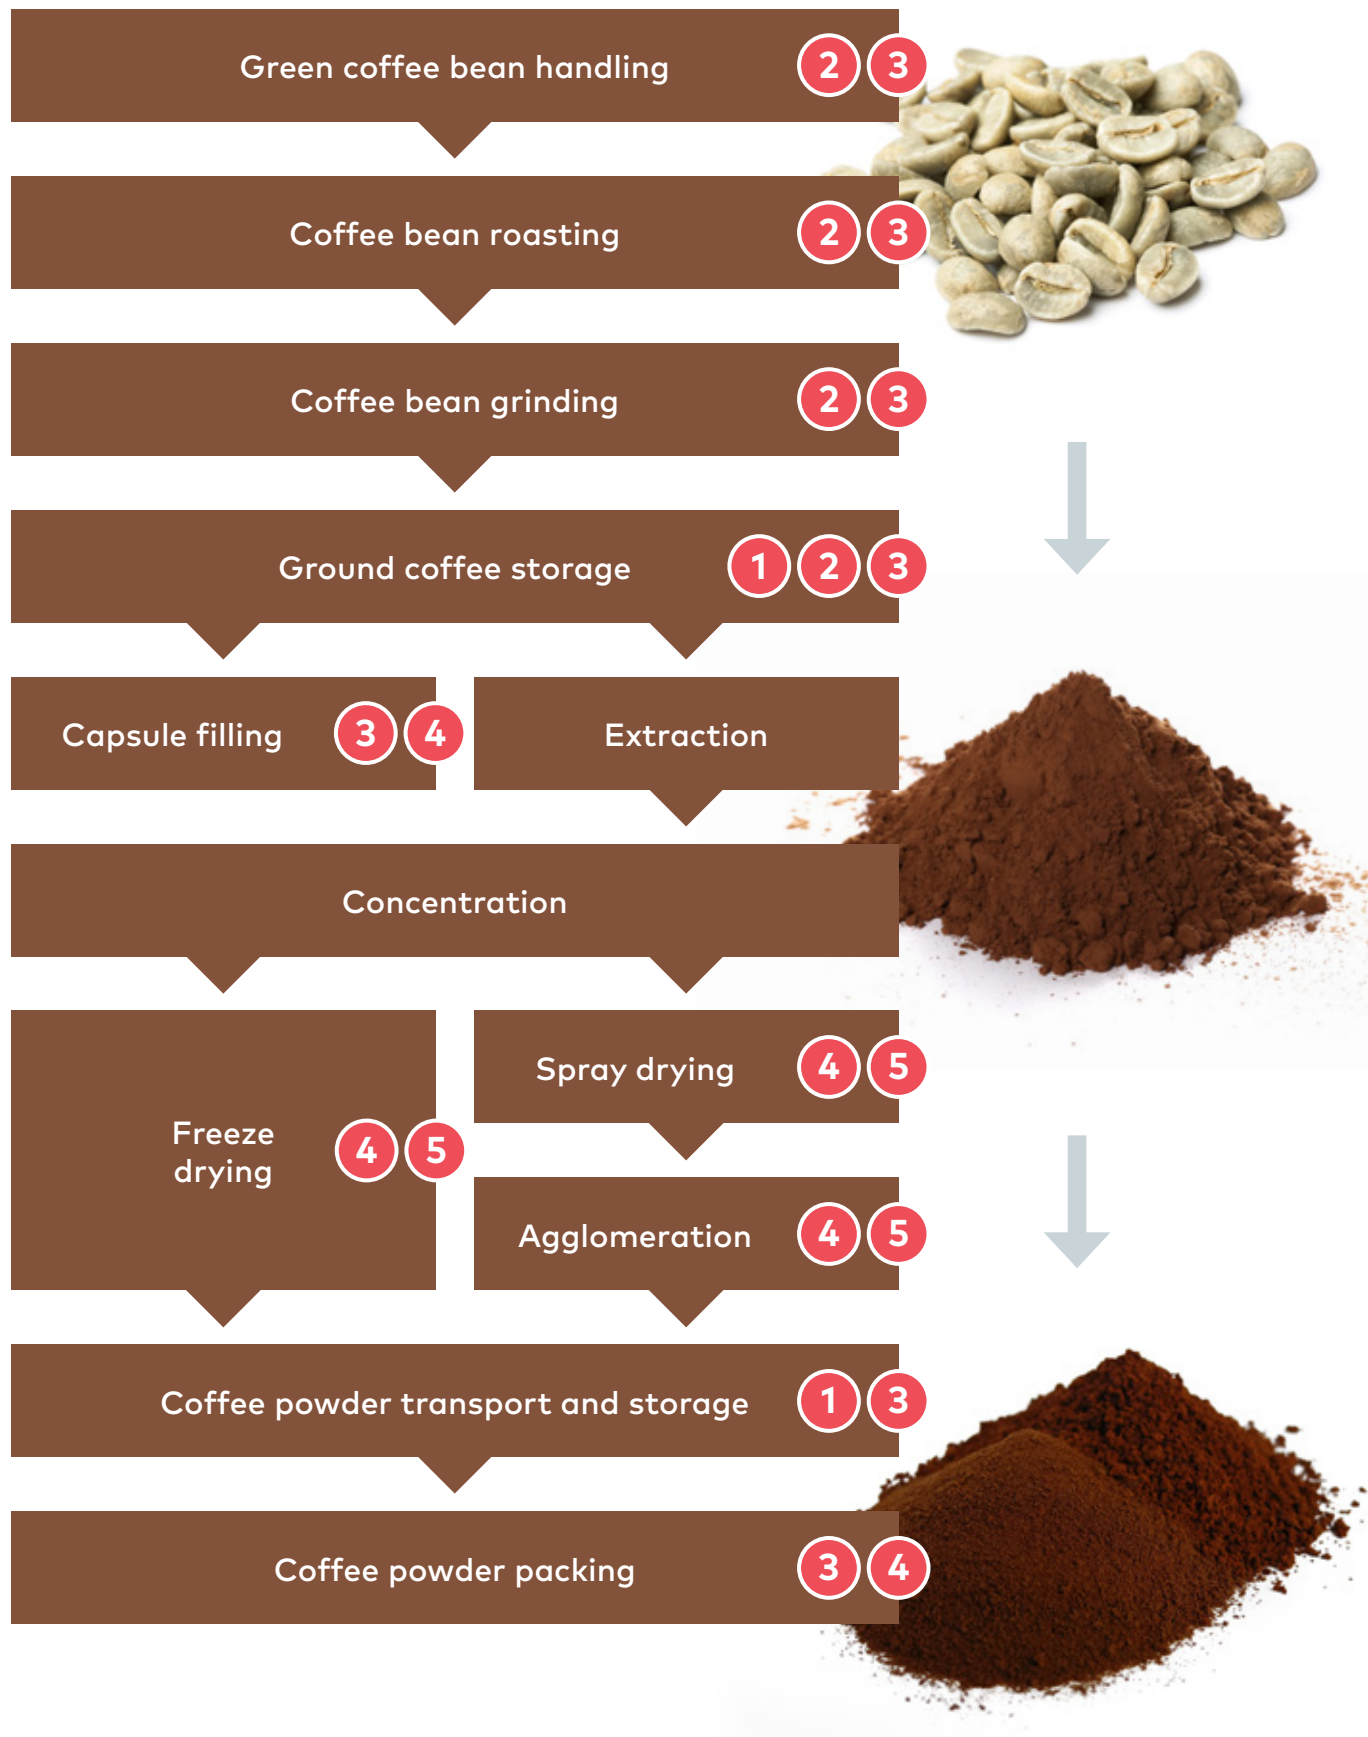 Green coffee bean handling 2 3
Coffee bean roasting 2 3
Coffee bean grinding 2 3
Ground coffee storage 1 2 3
Capsule filling 3 4
Extraction
Concentration
Freeze
drying 4 5
Spray drying 4 5
Agglomeration 4 5
Coffee powder transport and storage 1 3
Coffee powder packing 3 4